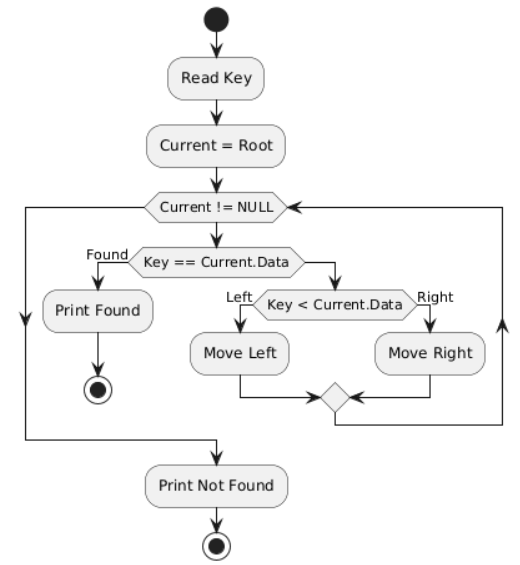 Read Key
Current = Root
Current != NULL
Found
Key == Current.Data
Print Found
Left
Key < Current.Data
Right
Move Left
Move Right
Print Not Found